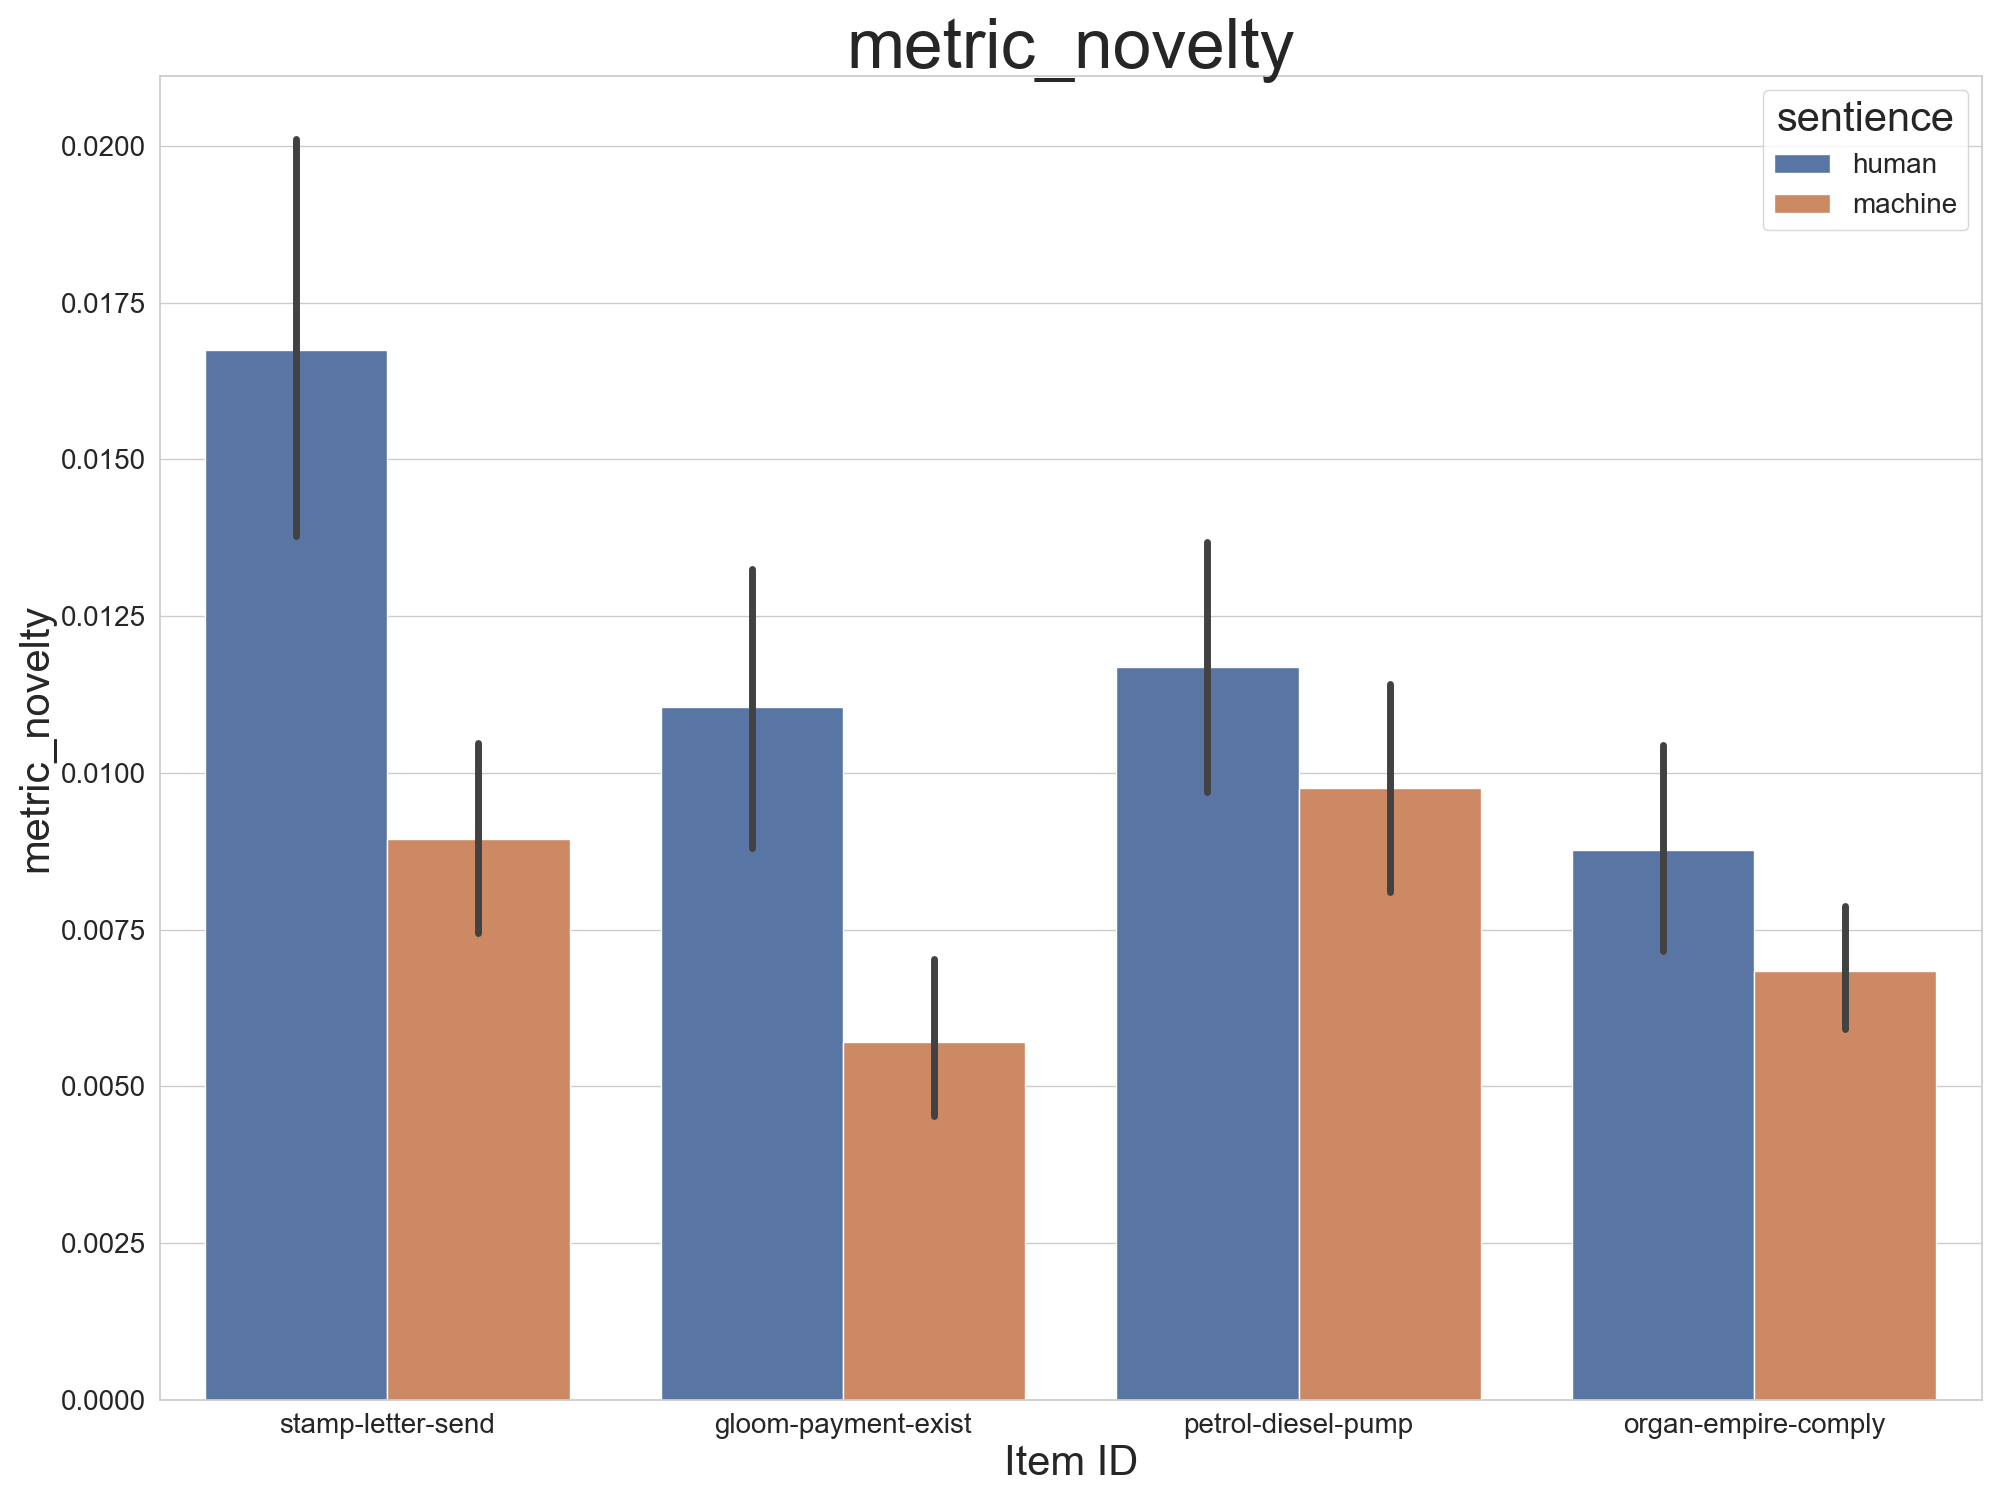 metric_novelty
sentience
human
machine
metric_novelty
0.0200
0.0175
0.0150
0.0125
0.0100
0.0075
0.0050
0.0025
0.0000
stamp-letter-send
gloom-payment-exist
petrol-diesel-pump
organ-empire-comply
Item ID